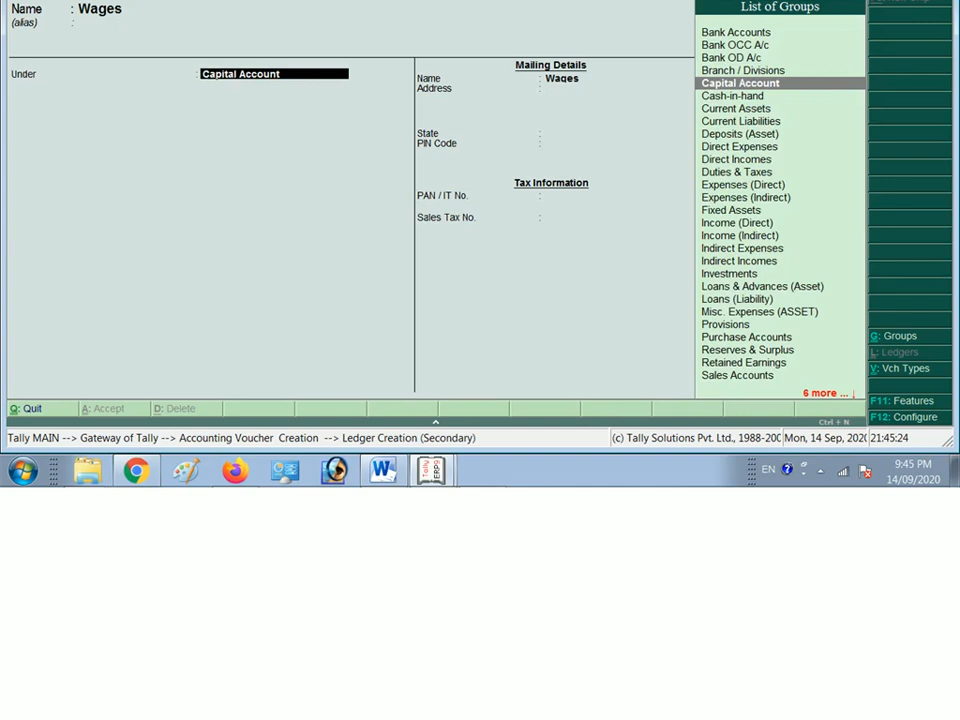 Name : Wages
(alias) :
Under : Capital Account
Mailing Details
Name : Wages
Address :
State :
PIN Code :
Tax Information
PAN / IT No. :
Sales Tax No. :
List of Groups
Bank Accounts
Bank OCC A/c
Bank OD A/c
Branch / Divisions
Capital Account
Cash-in-hand
Current Assets
Current Liabilities
Deposits (Asset)
Direct Expenses
Direct Incomes
Duties & Taxes
Expenses (Direct)
Expenses (Indirect)
Fixed Assets
Income (Direct)
Income (Indirect)
Indirect Expenses
Indirect Incomes
Investments
Loans & Advances (Asset)
Loans (Liability)
Misc. Expenses (ASSET)
Provisions
Purchase Accounts
Reserves & Surplus
Retained Earnings
Sales Accounts
6 more ... ↓
G: Groups
L: Ledgers
V: Vch Types
F11: Features
F12: Configure
Q: Quit A: Accept D: Delete
Ctrl + N
Tally MAIN --> Gateway of Tally --> Accounting Voucher Creation --> Ledger Creation (Secondary) (c) Tally Solutions Pvt. Ltd., 1988-200 Mon, 14 Sep, 2020 21:45:24
W Tally ERP9 EN 9:45 PM
14/09/2020